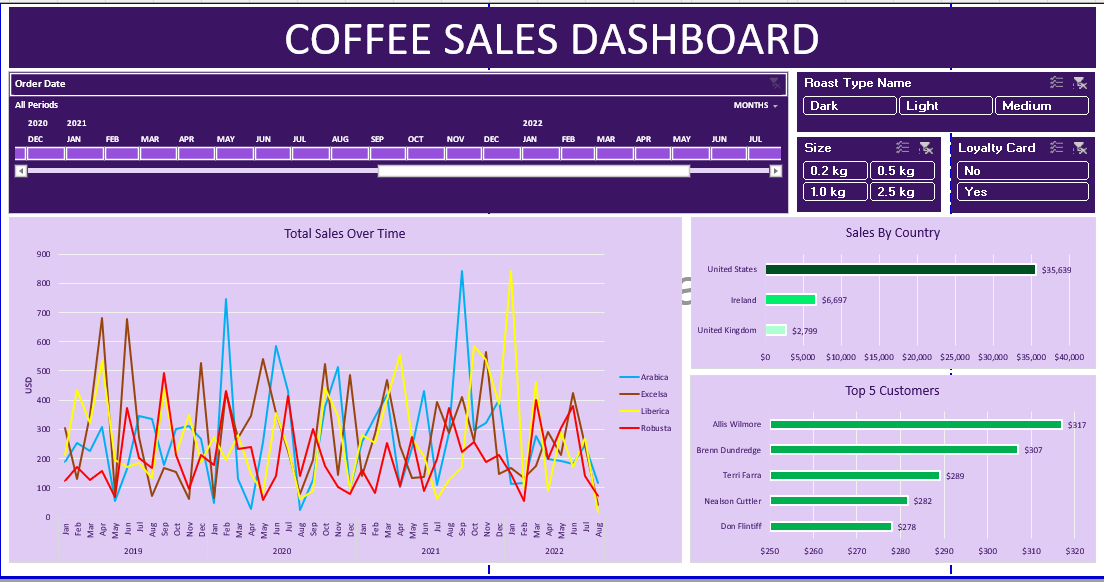 COFFEE SALES DASHBOARD
Order Date
All Periods
MONTHS
2020 2021 2022
DEC JAN FEB MAR APR MAY JUN JUL AUG SEP OCT NOV DEC JAN FEB MAR APR MAY JUN JUL
Roast Type Name
Dark Light Medium
Size
0.2 kg 0.5 kg
1.0 kg 2.5 kg
Loyalty Card
No
Yes
Total Sales Over Time
900
800
700
600
500
400
300
200
100
0
USD
Jan Feb Mar Apr May Jun Jul Aug Sep Oct Nov Dec Jan Feb Mar Apr May Jun Jul Aug Sep Oct Nov Dec Jan Feb Mar Apr May Jun Jul Aug Sep Oct Nov Dec Jan Feb Mar Apr May Jun Jul Aug
2019 2020 2021 2022
Arabica
Excelsa
Liberica
Robusta
Sales By Country
United States $35,639
Ireland $6,697
United Kingdom $2,799
$0 $5,000 $10,000 $15,000 $20,000 $25,000 $30,000 $35,000 $40,000
Top 5 Customers
Allis Wilmore $317
Brenn Dundredge $307
Terri Farra $289
Nealson Cuttler $282
Don Flintiff $278
$250 $260 $270 $280 $290 $300 $310 $320